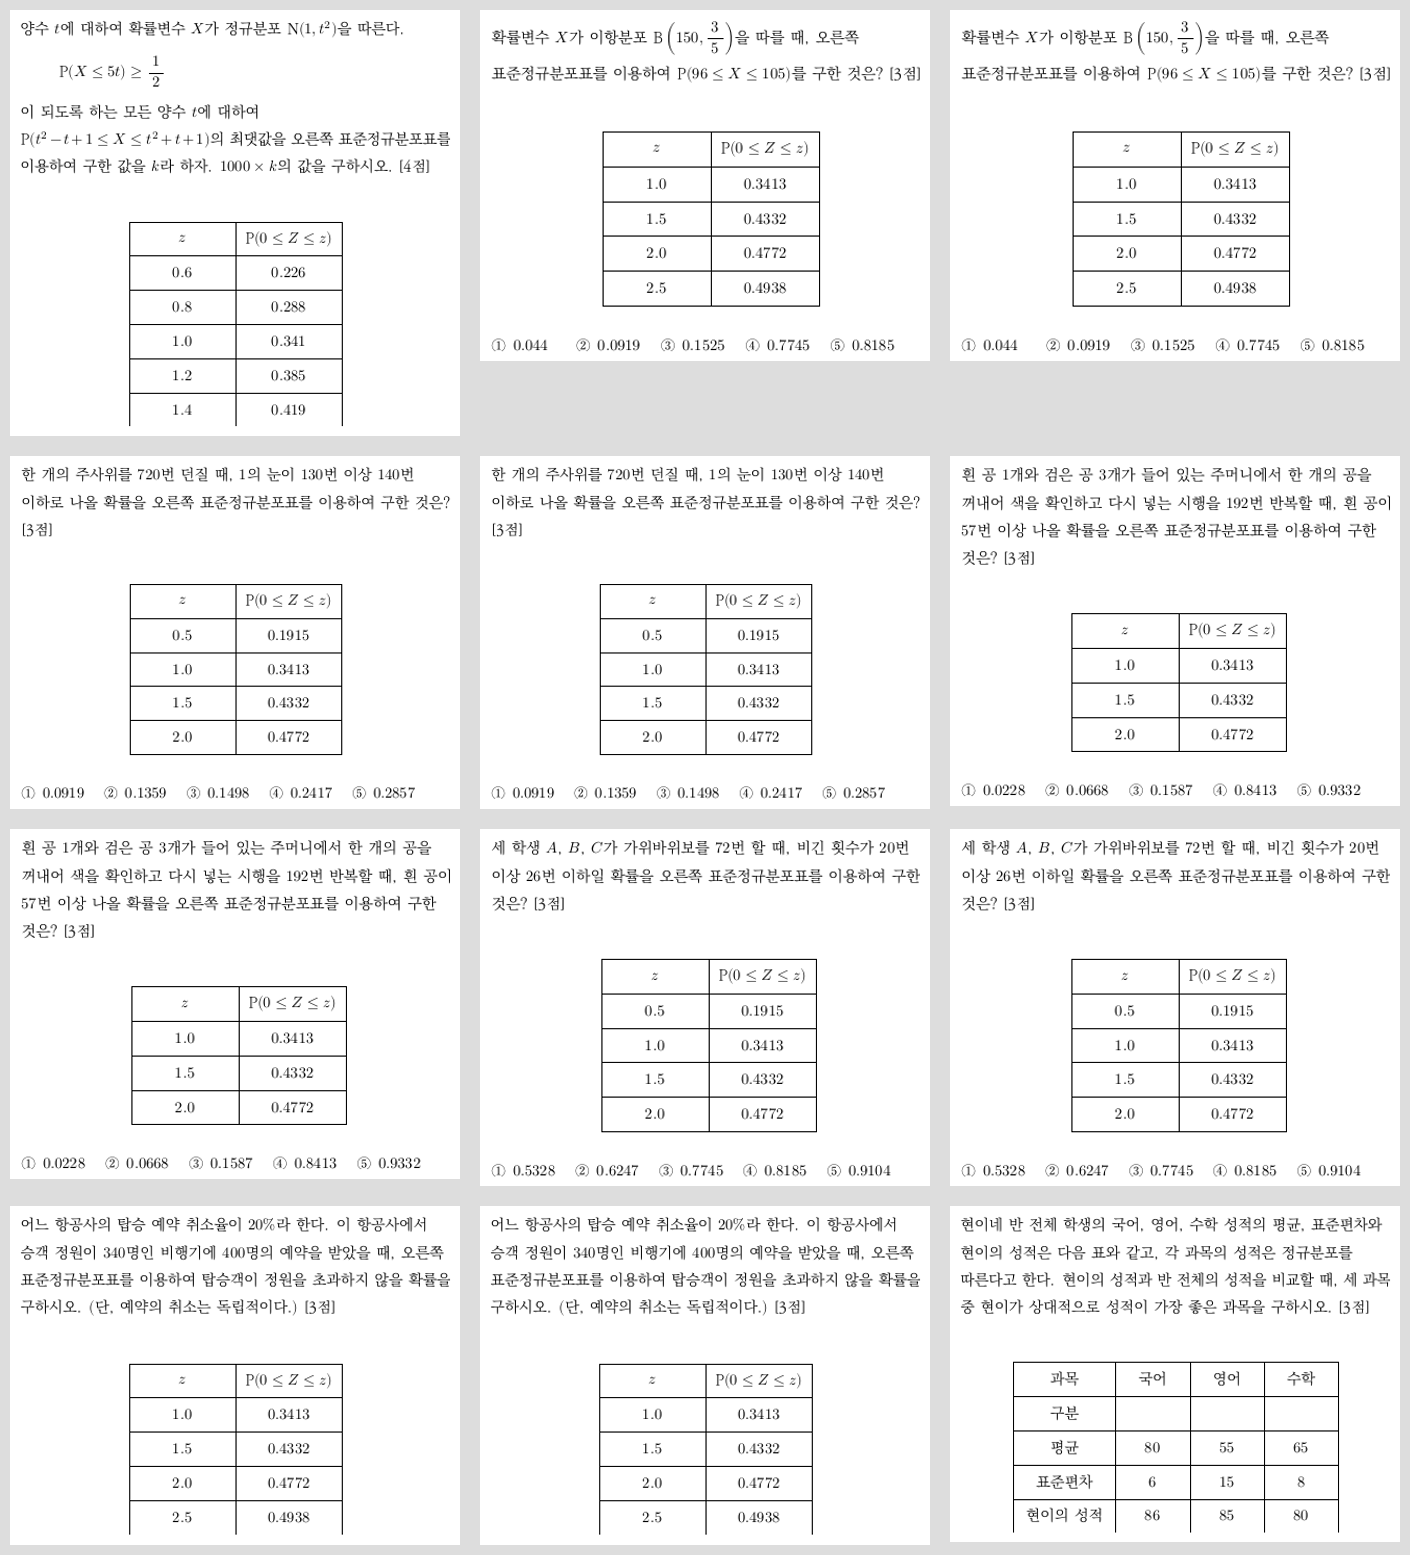 양수 t에 대하여 확률변수 X가 정규분포 N(1, t²)을 따른다.
P(X ≤ 5t) ≥ 1/2
이 되도록 하는 모든 양수 t에 대하여
P(t² − t + 1 ≤ X ≤ t² + t + 1)의 최댓값을 오른쪽 표준정규분포표를
이용하여 구한 값을 k라 하자. 1000 × k의 값을 구하시오. [4점]
z P(0 ≤ Z ≤ z)
0.6 0.226
0.8 0.288
1.0 0.341
1.2 0.385
1.4 0.419
확률변수 X가 이항분포 B(150, 3/5)을 따를 때, 오른쪽
표준정규분포표를 이용하여 P(96 ≤ X ≤ 105)를 구한 것은? [3점]
z P(0 ≤ Z ≤ z)
1.0 0.3413
1.5 0.4332
2.0 0.4772
2.5 0.4938
① 0.044 ② 0.0919 ③ 0.1525 ④ 0.7745 ⑤ 0.8185
확률변수 X가 이항분포 B(150, 3/5)을 따를 때, 오른쪽
표준정규분포표를 이용하여 P(96 ≤ X ≤ 105)를 구한 것은? [3점]
z P(0 ≤ Z ≤ z)
1.0 0.3413
1.5 0.4332
2.0 0.4772
2.5 0.4938
① 0.044 ② 0.0919 ③ 0.1525 ④ 0.7745 ⑤ 0.8185
한 개의 주사위를 720번 던질 때, 1의 눈이 130번 이상 140번
이하로 나올 확률을 오른쪽 표준정규분포표를 이용하여 구한 것은?
[3점]
z P(0 ≤ Z ≤ z)
0.5 0.1915
1.0 0.3413
1.5 0.4332
2.0 0.4772
① 0.0919 ② 0.1359 ③ 0.1498 ④ 0.2417 ⑤ 0.2857
한 개의 주사위를 720번 던질 때, 1의 눈이 130번 이상 140번
이하로 나올 확률을 오른쪽 표준정규분포표를 이용하여 구한 것은?
[3점]
z P(0 ≤ Z ≤ z)
0.5 0.1915
1.0 0.3413
1.5 0.4332
2.0 0.4772
① 0.0919 ② 0.1359 ③ 0.1498 ④ 0.2417 ⑤ 0.2857
흰 공 1개와 검은 공 3개가 들어 있는 주머니에서 한 개의 공을
꺼내어 색을 확인하고 다시 넣는 시행을 192번 반복할 때, 흰 공이
57번 이상 나올 확률을 오른쪽 표준정규분포표를 이용하여 구한
것은? [3점]
z P(0 ≤ Z ≤ z)
1.0 0.3413
1.5 0.4332
2.0 0.4772
① 0.0228 ② 0.0668 ③ 0.1587 ④ 0.8413 ⑤ 0.9332
흰 공 1개와 검은 공 3개가 들어 있는 주머니에서 한 개의 공을
꺼내어 색을 확인하고 다시 넣는 시행을 192번 반복할 때, 흰 공이
57번 이상 나올 확률을 오른쪽 표준정규분포표를 이용하여 구한
것은? [3점]
z P(0 ≤ Z ≤ z)
1.0 0.3413
1.5 0.4332
2.0 0.4772
① 0.0228 ② 0.0668 ③ 0.1587 ④ 0.8413 ⑤ 0.9332
세 학생 A, B, C가 가위바위보를 72번 할 때, 비긴 횟수가 20번
이상 26번 이하일 확률을 오른쪽 표준정규분포표를 이용하여 구한
것은? [3점]
z P(0 ≤ Z ≤ z)
0.5 0.1915
1.0 0.3413
1.5 0.4332
2.0 0.4772
① 0.5328 ② 0.6247 ③ 0.7745 ④ 0.8185 ⑤ 0.9104
세 학생 A, B, C가 가위바위보를 72번 할 때, 비긴 횟수가 20번
이상 26번 이하일 확률을 오른쪽 표준정규분포표를 이용하여 구한
것은? [3점]
z P(0 ≤ Z ≤ z)
0.5 0.1915
1.0 0.3413
1.5 0.4332
2.0 0.4772
① 0.5328 ② 0.6247 ③ 0.7745 ④ 0.8185 ⑤ 0.9104
어느 항공사의 탑승 예약 취소율이 20%라 한다. 이 항공사에서
승객 정원이 340명인 비행기에 400명의 예약을 받았을 때, 오른쪽
표준정규분포표를 이용하여 탑승객이 정원을 초과하지 않을 확률을
구하시오. (단, 예약의 취소는 독립적이다.) [3점]
z P(0 ≤ Z ≤ z)
1.0 0.3413
1.5 0.4332
2.0 0.4772
2.5 0.4938
어느 항공사의 탑승 예약 취소율이 20%라 한다. 이 항공사에서
승객 정원이 340명인 비행기에 400명의 예약을 받았을 때, 오른쪽
표준정규분포표를 이용하여 탑승객이 정원을 초과하지 않을 확률을
구하시오. (단, 예약의 취소는 독립적이다.) [3점]
z P(0 ≤ Z ≤ z)
1.0 0.3413
1.5 0.4332
2.0 0.4772
2.5 0.4938
현이네 반 전체 학생의 국어, 영어, 수학 성적의 평균, 표준편차와
현이의 성적은 다음 표와 같고, 각 과목의 성적은 정규분포를
따른다고 한다. 현이의 성적과 반 전체의 성적을 비교할 때, 세 과목
중 현이가 상대적으로 성적이 가장 좋은 과목을 구하시오. [3점]
과목 국어 영어 수학
구분
평균 80 55 65
표준편차 6 15 8
현이의 성적 86 85 80